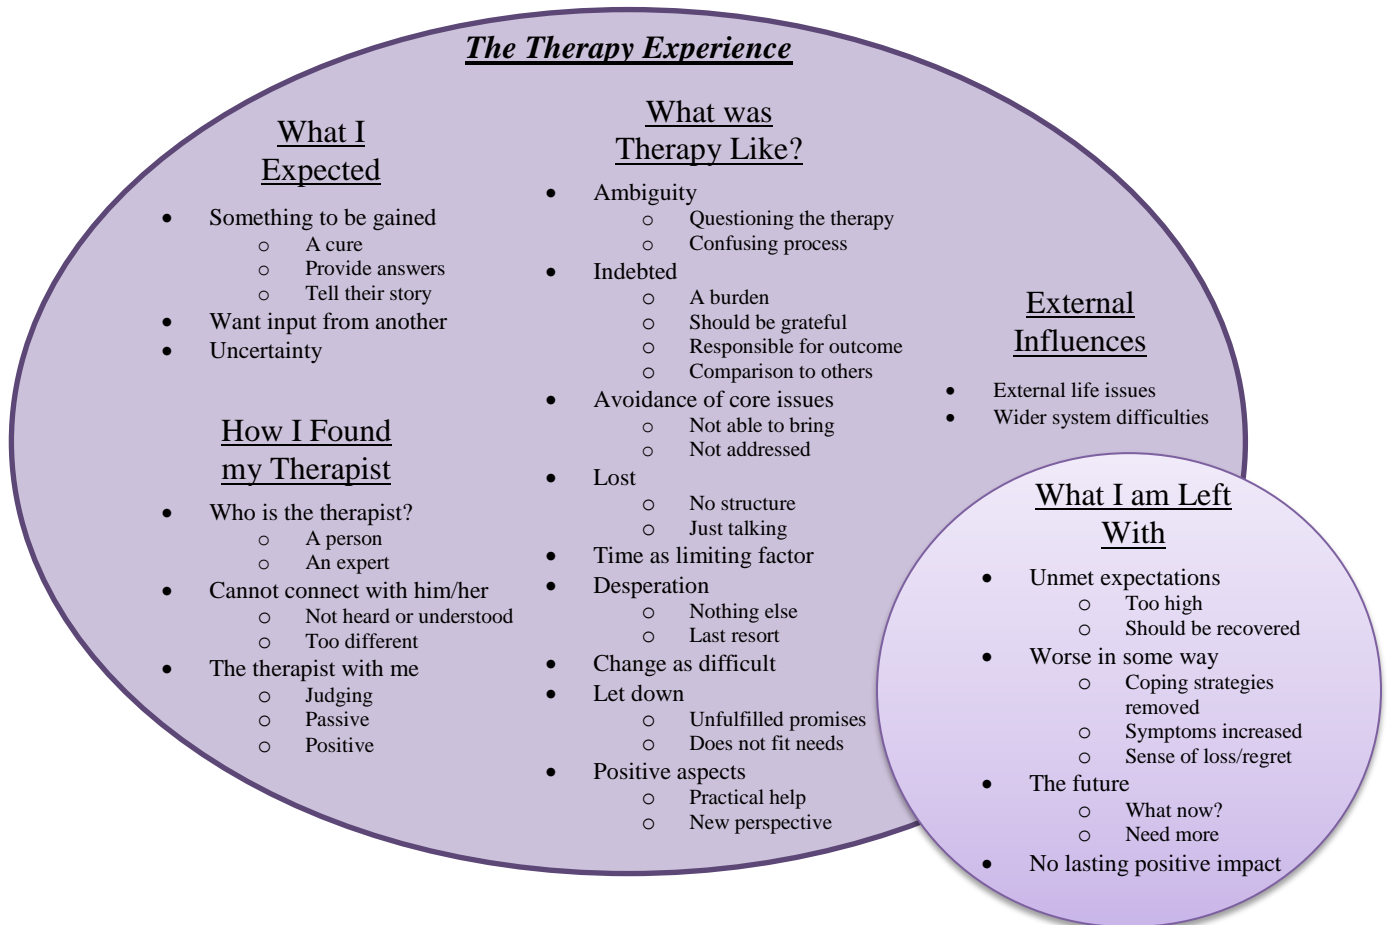 The Therapy Experience
What I
Expected
• Something to be gained
o A cure
o Provide answers
o Tell their story
• Want input from another
• Uncertainty
How I Found
my Therapist
• Who is the therapist?
o A person
o An expert
• Cannot connect with him/her
o Not heard or understood
o Too different
• The therapist with me
o Judging
o Passive
o Positive
What was
Therapy Like?
• Ambiguity
o Questioning the therapy
o Confusing process
• Indebted
o A burden
o Should be grateful
o Responsible for outcome
o Comparison to others
• Avoidance of core issues
o Not able to bring
o Not addressed
• Lost
o No structure
o Just talking
• Time as limiting factor
• Desperation
o Nothing else
o Last resort
• Change as difficult
• Let down
o Unfulfilled promises
o Does not fit needs
• Positive aspects
o Practical help
o New perspective
External
Influences
• External life issues
• Wider system difficulties
What I am Left
With
• Unmet expectations
o Too high
o Should be recovered
• Worse in some way
o Coping strategies
removed
o Symptoms increased
o Sense of loss/regret
• The future
o What now?
o Need more
• No lasting positive impact